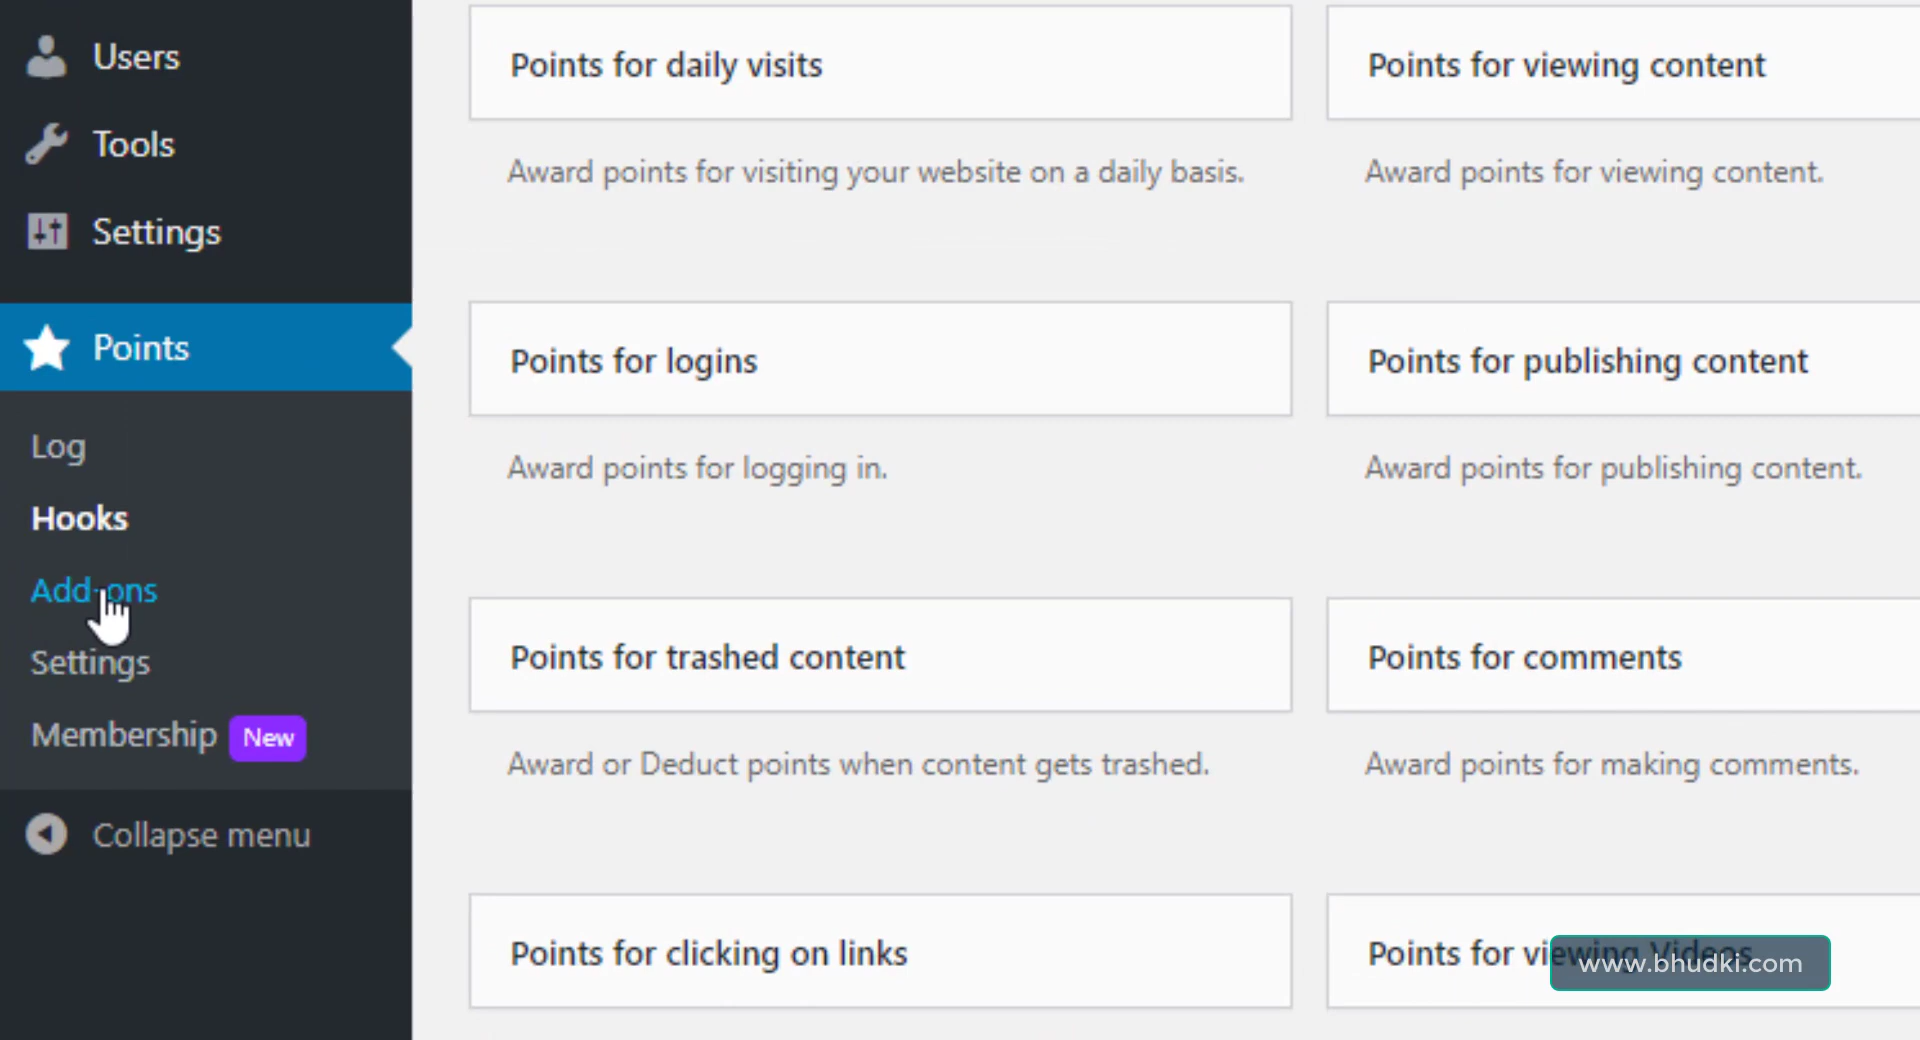 Users
Tools
Settings
Points
Log
Hooks
Add-ons
Settings
Membership New
Collapse menu
Points for daily visits
Award points for visiting your website on a daily basis.
Points for viewing content
Award points for viewing content.
Points for logins
Award points for logging in.
Points for publishing content
Award points for publishing content.
Points for trashed content
Award or Deduct points when content gets trashed.
Points for comments
Award points for making comments.
Points for clicking on links
Points for viewing Videos
www.bhudki.com